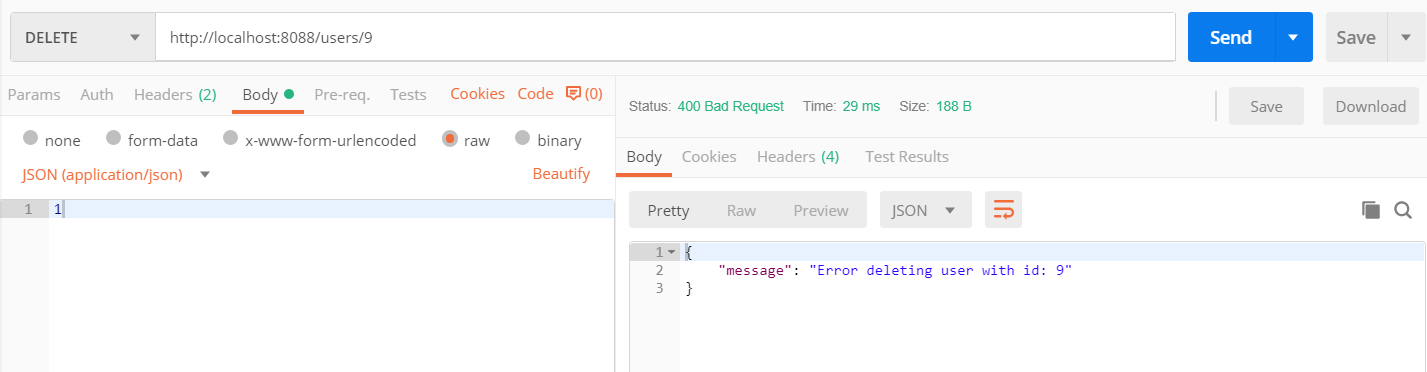 DELETE http://localhost:8088/users/9 Send Save
Params Auth Headers (2) Body Pre-req. Tests Cookies Code (0)
none form-data x-www-form-urlencoded raw binary
JSON (application/json) Beautify
1 1
Status: 400 Bad Request Time: 29 ms Size: 188 B Save Download
Body Cookies Headers (4) Test Results
Pretty Raw Preview JSON
1 {
2 "message": "Error deleting user with id: 9"
3 }